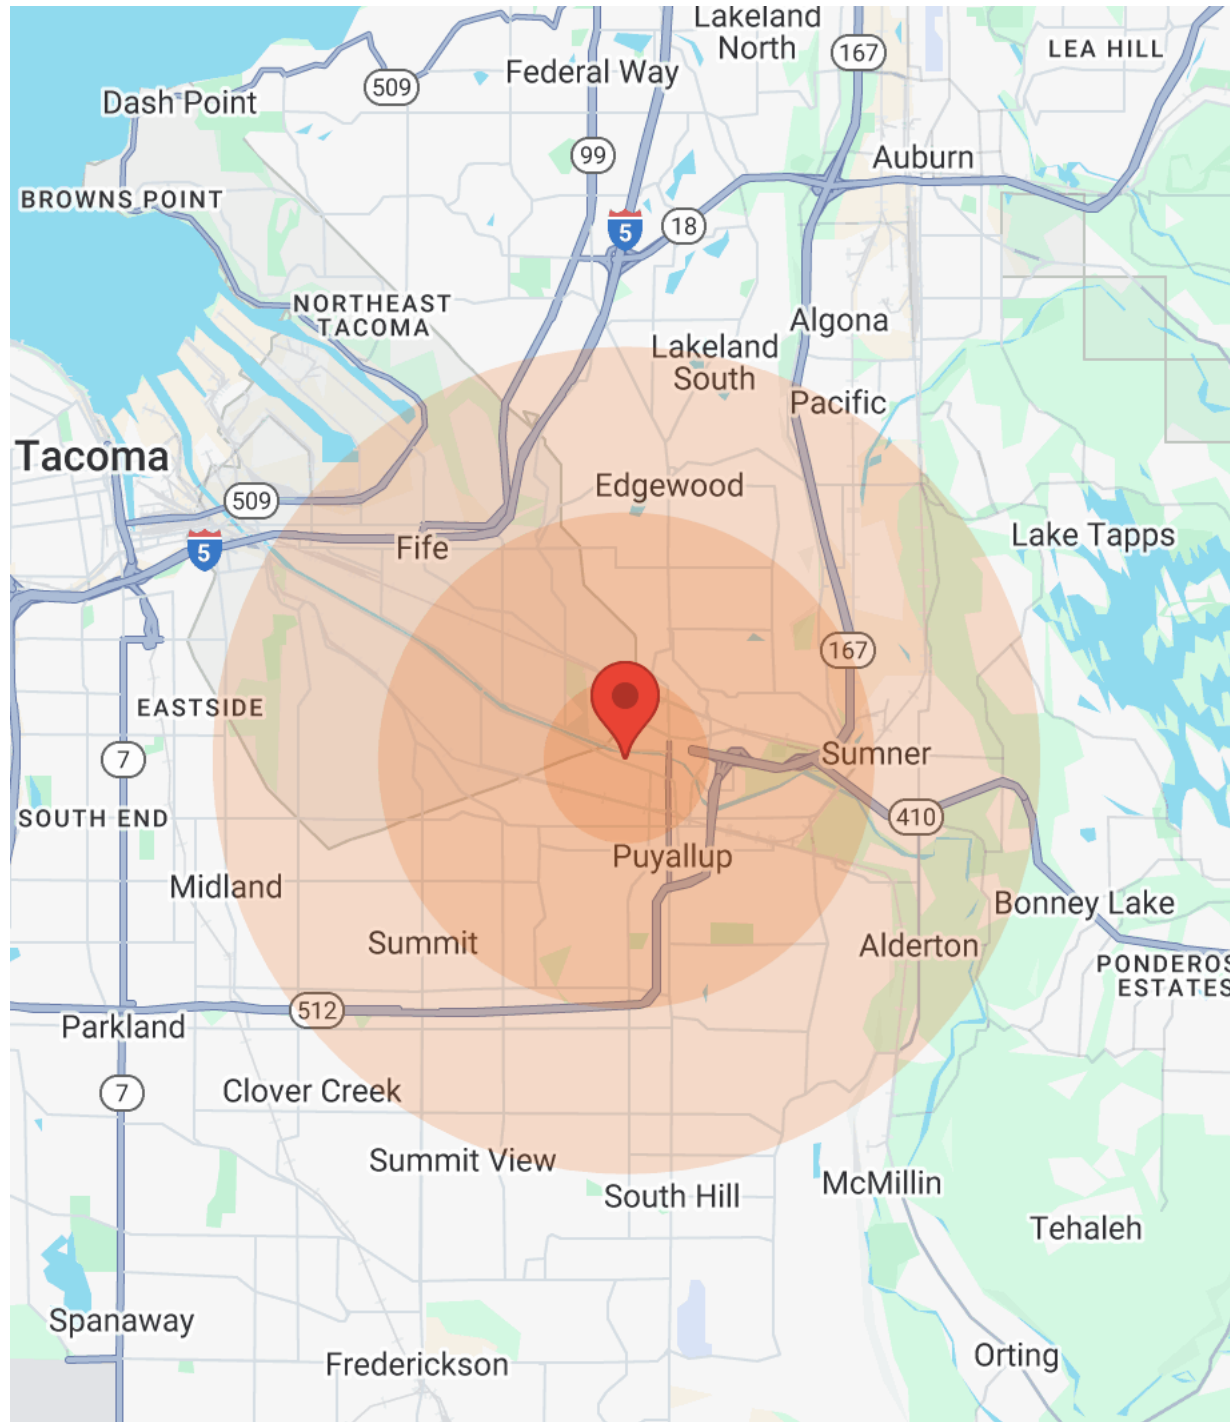 Lakeland
North
167
LEA HILL
Federal Way
509
Dash Point
99
Auburn
BROWNS POINT
5
18
NORTHEAST
TACOMA
Algona
Lakeland
South
Pacific
Tacoma
Edgewood
509
Lake Tapps
5
Fife
167
EASTSIDE
7
Sumner
SOUTH END
410
Puyallup
Midland
Bonney Lake
Summit
Alderton
PONDEROS
ESTATES
512
Parkland
7
Clover Creek
Summit View
South Hill
McMillin
Tehaleh
Spanaway
Frederickson
Orting